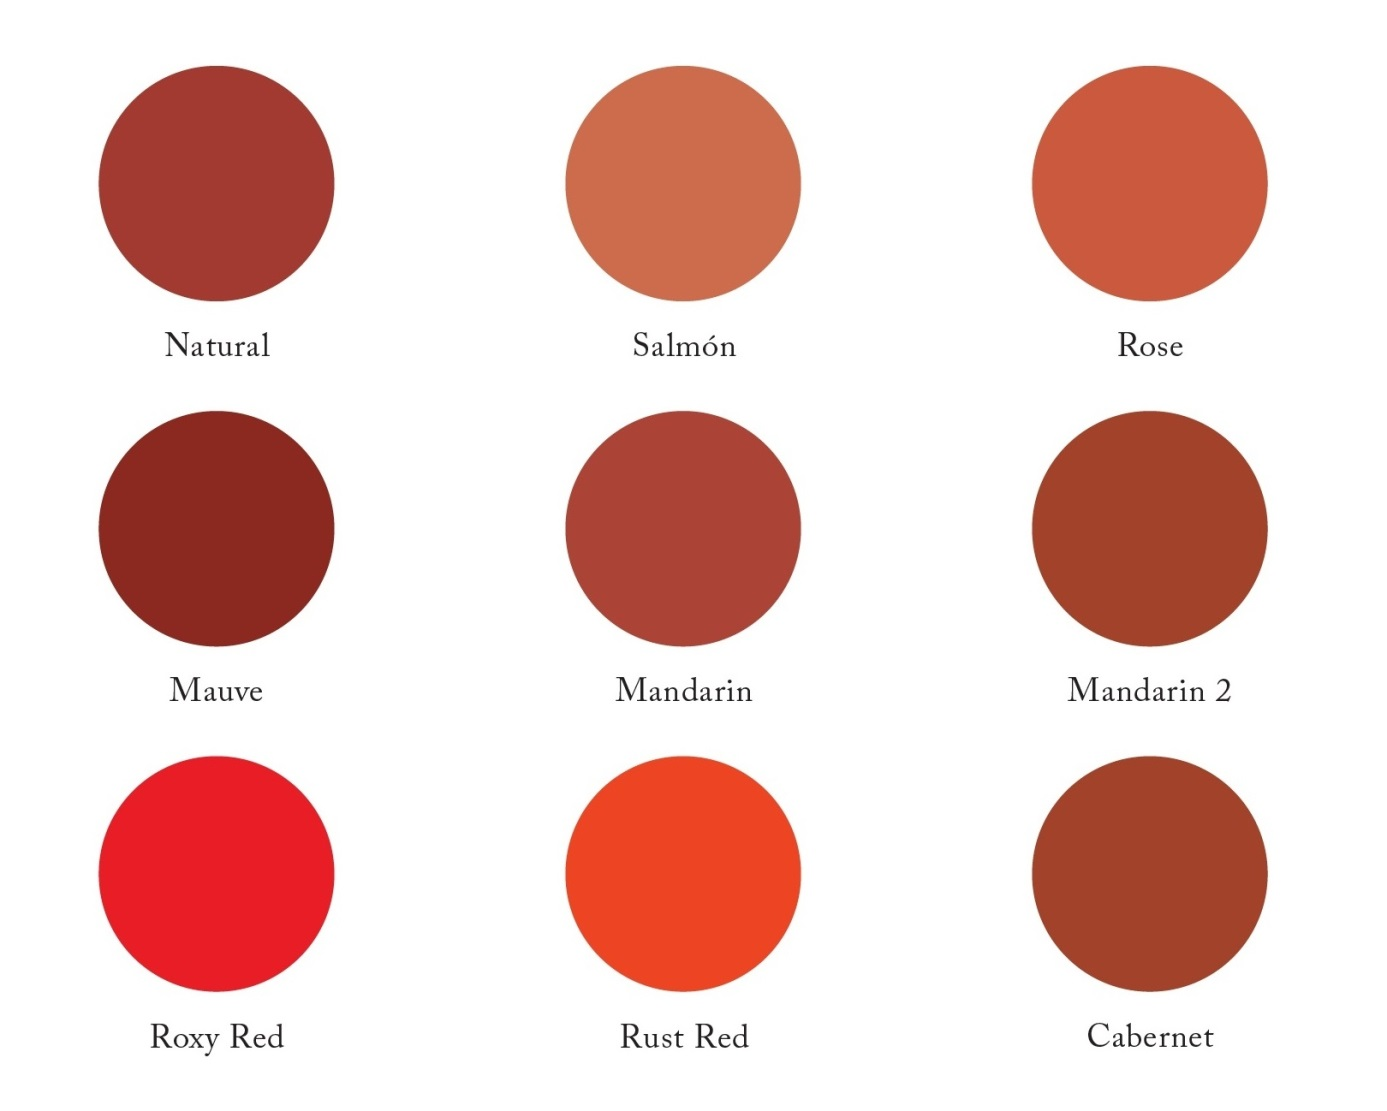 Natural
Salmón
Rose
Mauve
Mandarin
Mandarin 2
Roxy Red
Rust Red
Cabernet